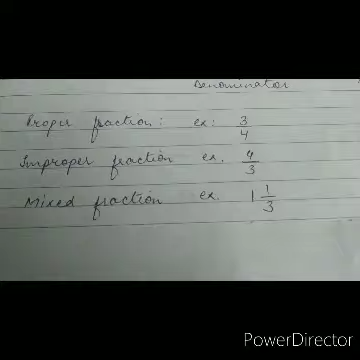 Denominator
Proper fraction: ex: 3/4
Improper fraction ex. 4/3
Mixed fraction ex. 1 1/3
PowerDirector